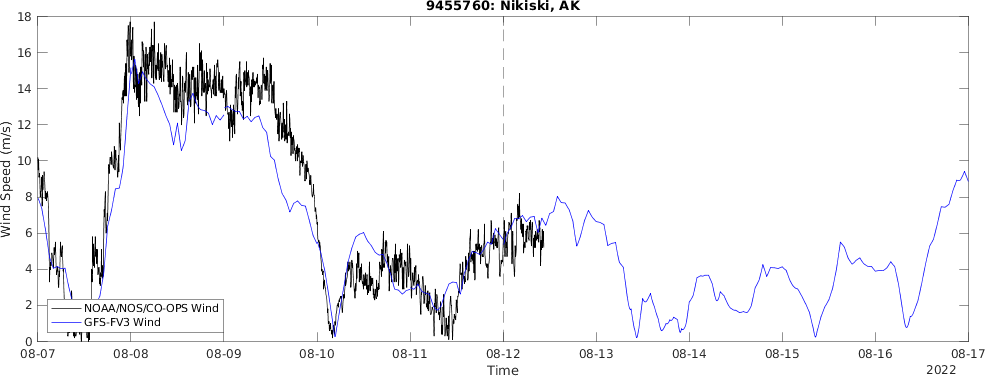 9455760: Nikiski, AK
Wind Speed (m/s)
18
16
14
12
10
8
6
4
2
0
NOAA/NOS/CO-OPS Wind
GFS-FV3 Wind
08-07 08-08 08-09 08-10 08-11 08-12 08-13 08-14 08-15 08-16 08-17
Time
2022